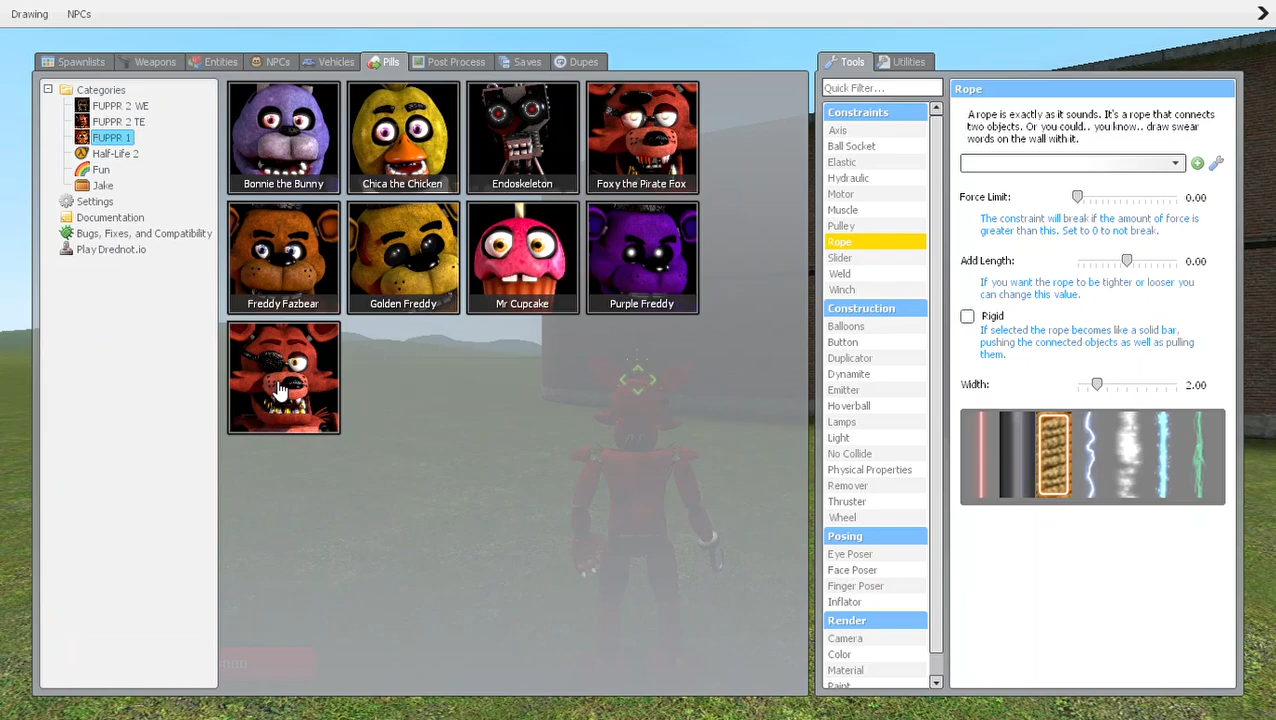 Drawing NPCs
Spawnlists Weapons Entities NPCs Vehicles Pills Post Process Saves Dupes
Categories
FUPPR 2 WE
FUPPR 2 TE
FUPPR 1
Half-Life 2
Fun
Jake
Settings
Documentation
Bugs, Fixes, and Compatibility
Play Drednot.io
Bonnie the Bunny
Chica the Chicken
Endoskeleton
Foxy the Pirate Fox
Freddy Fazbear
Golden Freddy
Mr Cupcake
Purple Freddy
Tools Utilities
Quick Filter...
Constraints
Axis
Ball Socket
Elastic
Hydraulic
Motor
Muscle
Pulley
Rope
Slider
Weld
Winch
Construction
Balloons
Button
Duplicator
Dynamite
Emitter
Hoverball
Lamps
Light
No Collide
Physical Properties
Remover
Thruster
Wheel
Posing
Eye Poser
Face Poser
Finger Poser
Inflator
Render
Camera
Color
Material
Paint
Rope
A rope is exactly as it sounds. It's a rope that connects
two objects. Or you could.. you know.. draw swear
words on the wall with it.
Force Limit: 0.00
The constraint will break if the amount of force is
greater than this. Set to 0 to not break.
Add Length: 0.00
If you want the rope to be tighter or looser you
can change this value.
Rigid
If selected the rope becomes like a solid bar,
pushing the connected objects as well as pulling
them.
Width: 2.00